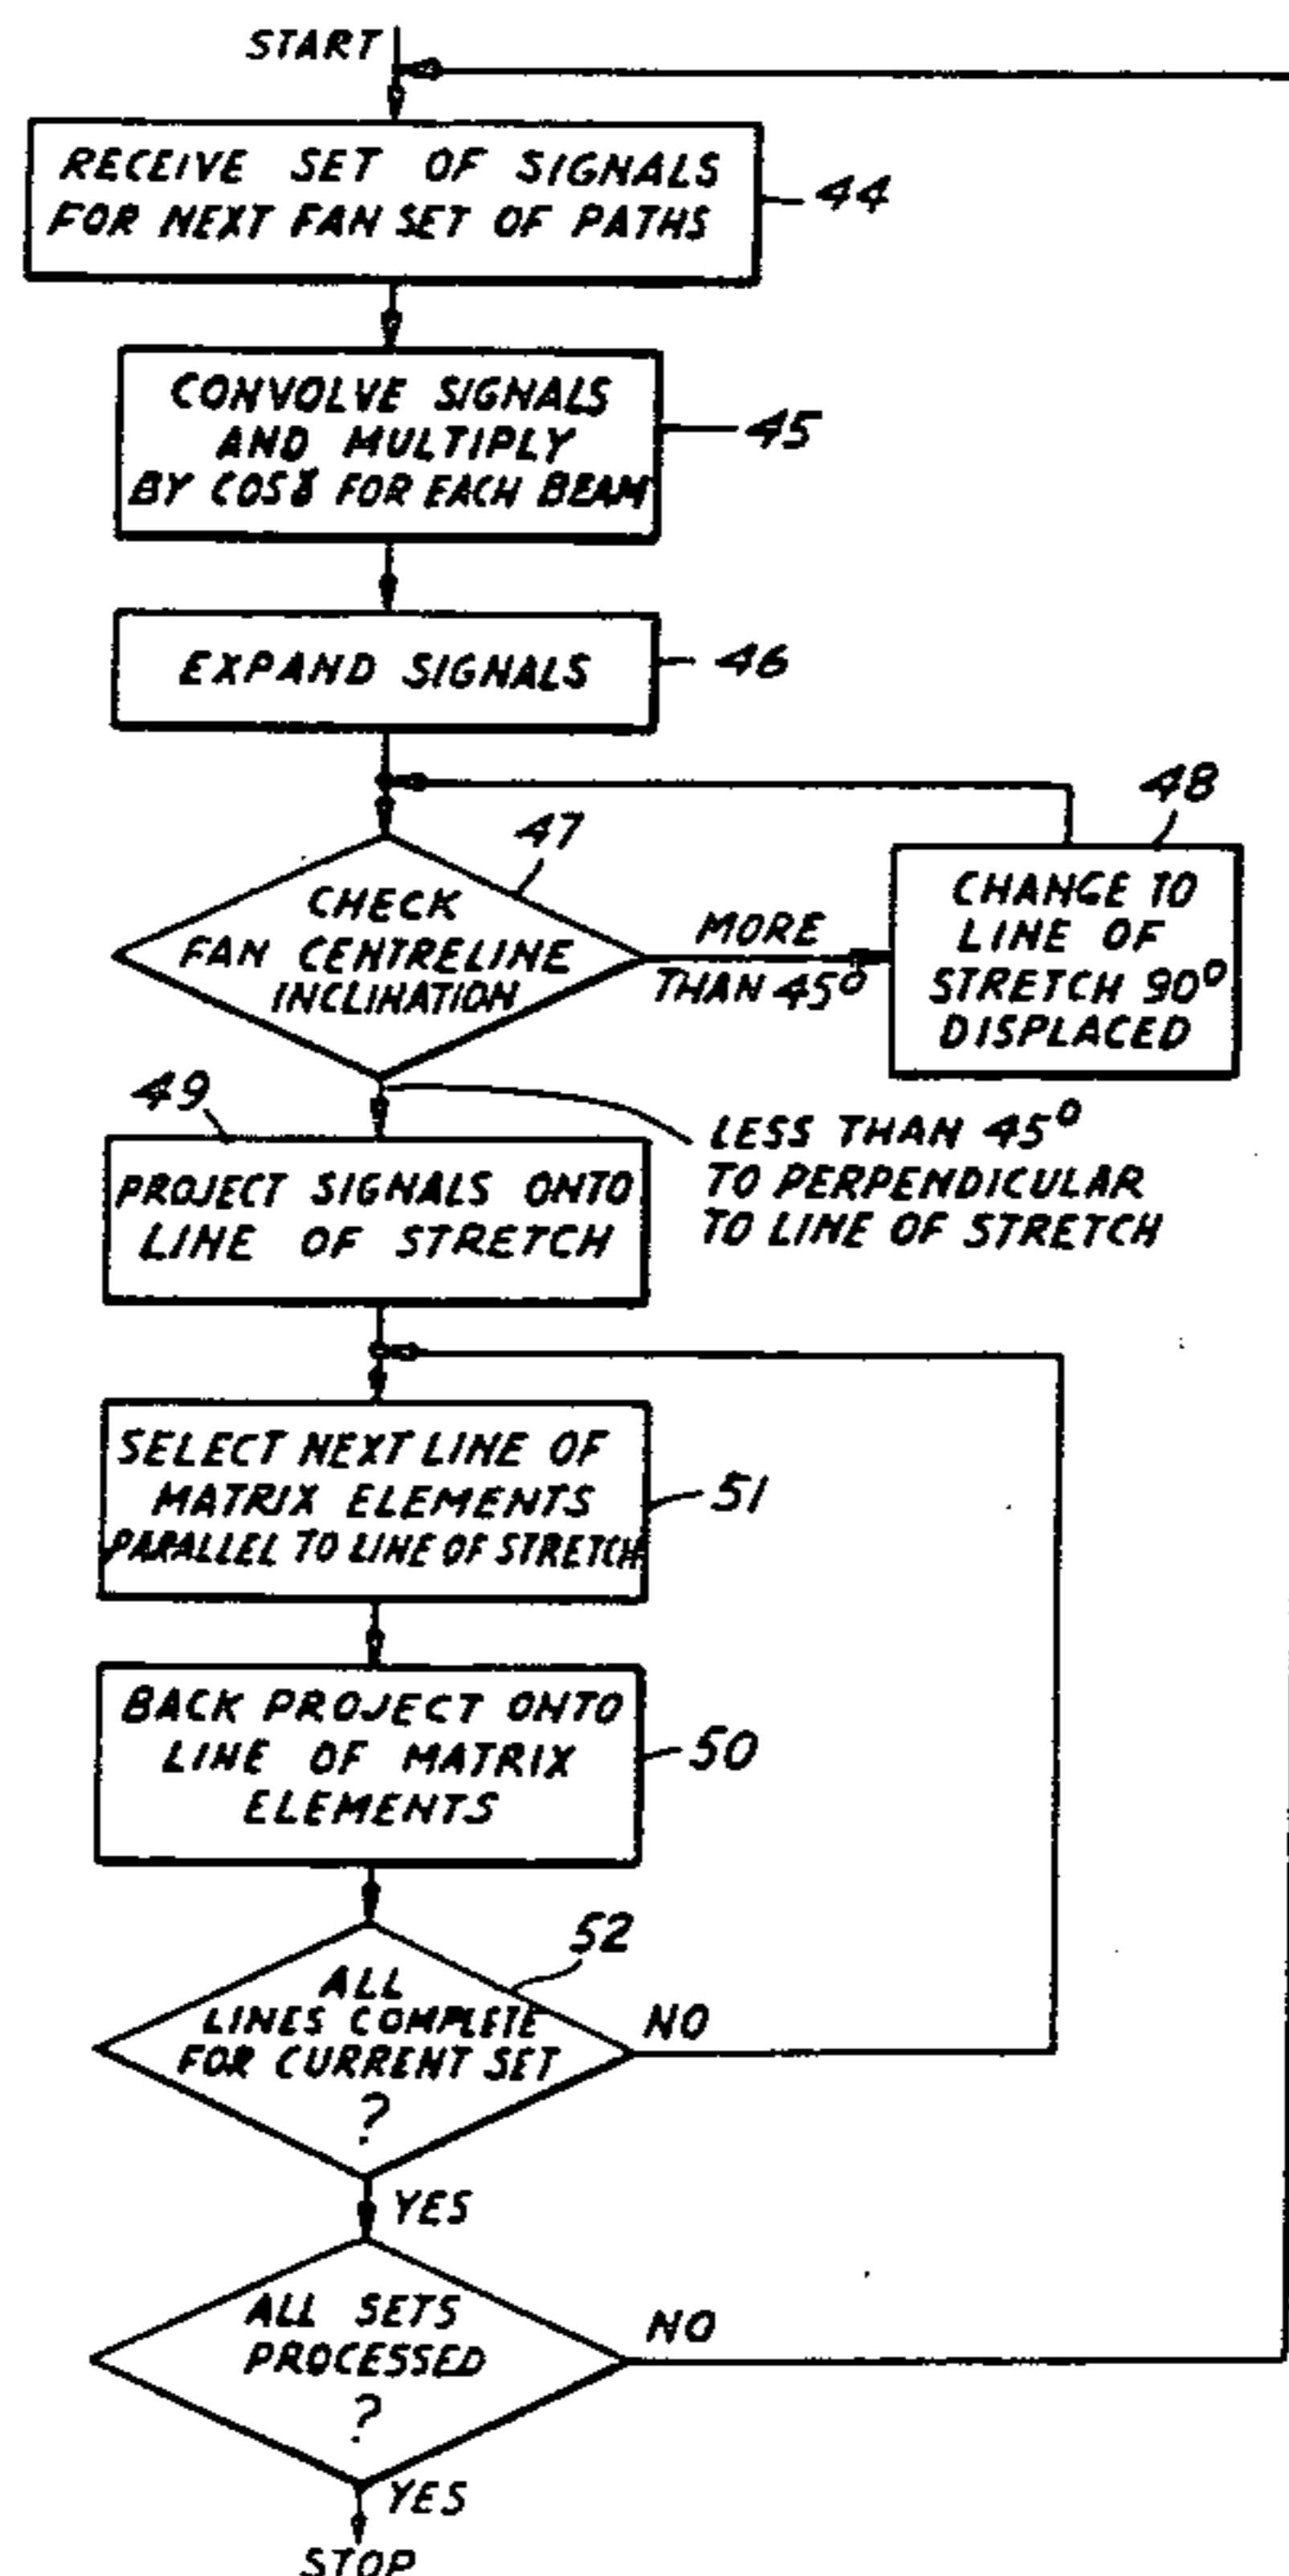 START
RECEIVE SET OF SIGNALS
FOR NEXT FAN SET OF PATHS
44
CONVOLVE SIGNALS
AND MULTIPLY
BY COS γ FOR EACH BEAM
45
EXPAND SIGNALS
46
47
CHECK
FAN CENTRELINE
INCLINATION
MORE
THAN 45°
48
CHANGE TO
LINE OF
STRETCH 90°
DISPLACED
49
LESS THAN 45°
TO PERPENDICULAR
TO LINE OF STRETCH
PROJECT SIGNALS ONTO
LINE OF STRETCH
SELECT NEXT LINE OF
MATRIX ELEMENTS
PARALLEL TO LINE OF STRETCH
51
BACK PROJECT ONTO
LINE OF MATRIX
ELEMENTS
50
52
ALL
LINES COMPLETE
FOR CURRENT SET
?
NO
YES
ALL SETS
PROCESSED
?
NO
YES
STOP